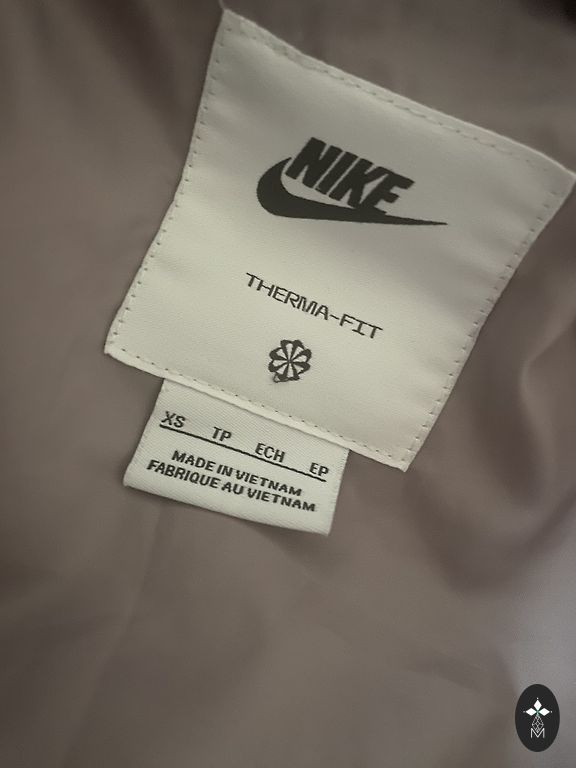 NIKE
THERMA-FIT
XS TP ECH EP
MADE IN VIETNAM
FABRIQUE AU VIETNAM
M